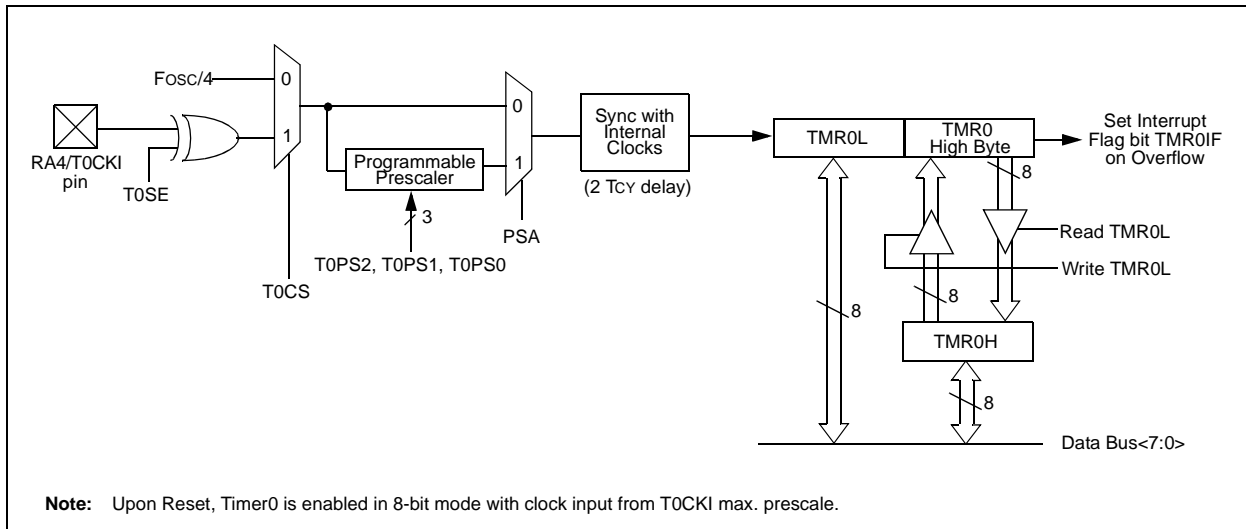 FOSC/4
0
1
RA4/T0CKI
pin
T0SE
T0CS
Programmable
Prescaler
3
T0PS2, T0PS1, T0PS0
0
1
PSA
Sync with
Internal
Clocks
(2 TCY delay)
TMR0L
TMR0
High Byte
Set Interrupt
Flag bit TMR0IF
on Overflow
8
Read TMR0L
Write TMR0L
8
8
TMR0H
8
Data Bus<7:0>
Note: Upon Reset, Timer0 is enabled in 8-bit mode with clock input from T0CKI max. prescale.